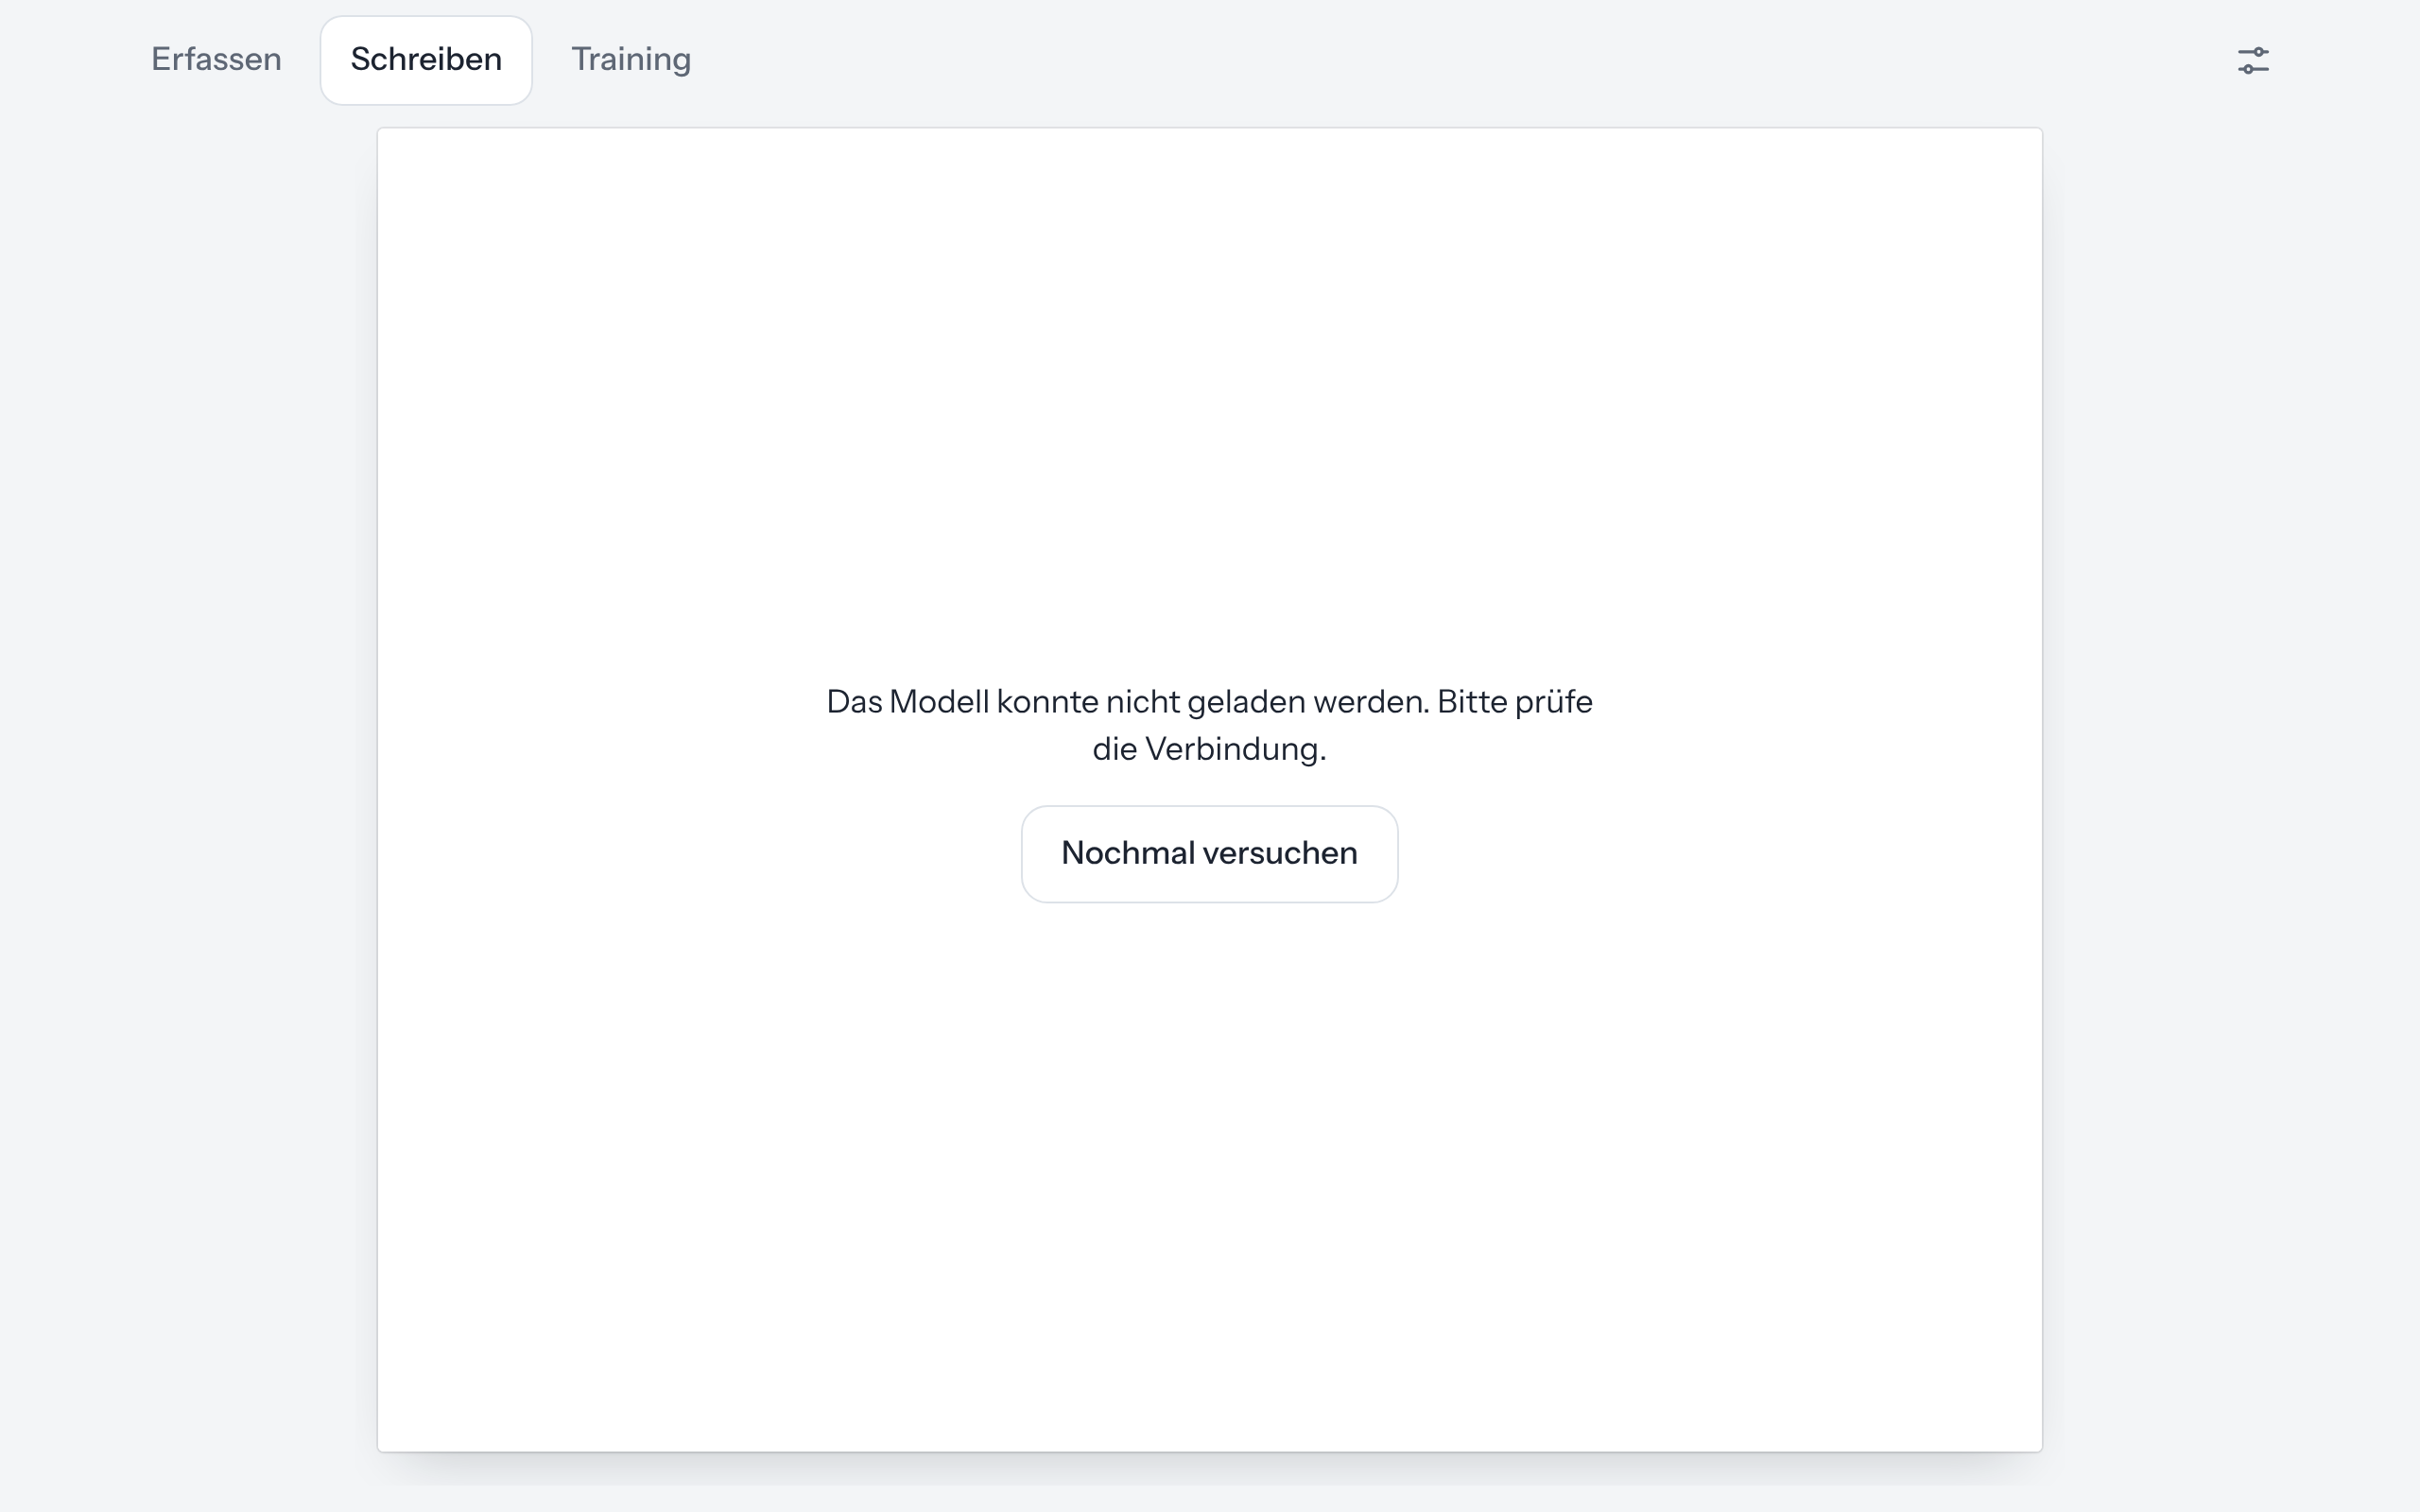 Erfassen
Schreiben
Training
Das Modell konnte nicht geladen werden. Bitte prüfe
die Verbindung.
Nochmal versuchen